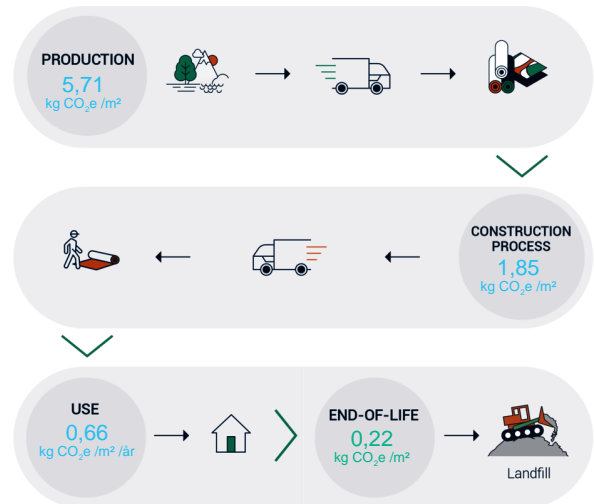 PRODUCTION
5,71
kg CO₂e /m²
CONSTRUCTION
PROCESS
1,85
kg CO₂e /m²
USE
0,66
kg CO₂e /m² /år
END-OF-LIFE
0,22
kg CO₂e /m²
Landfill